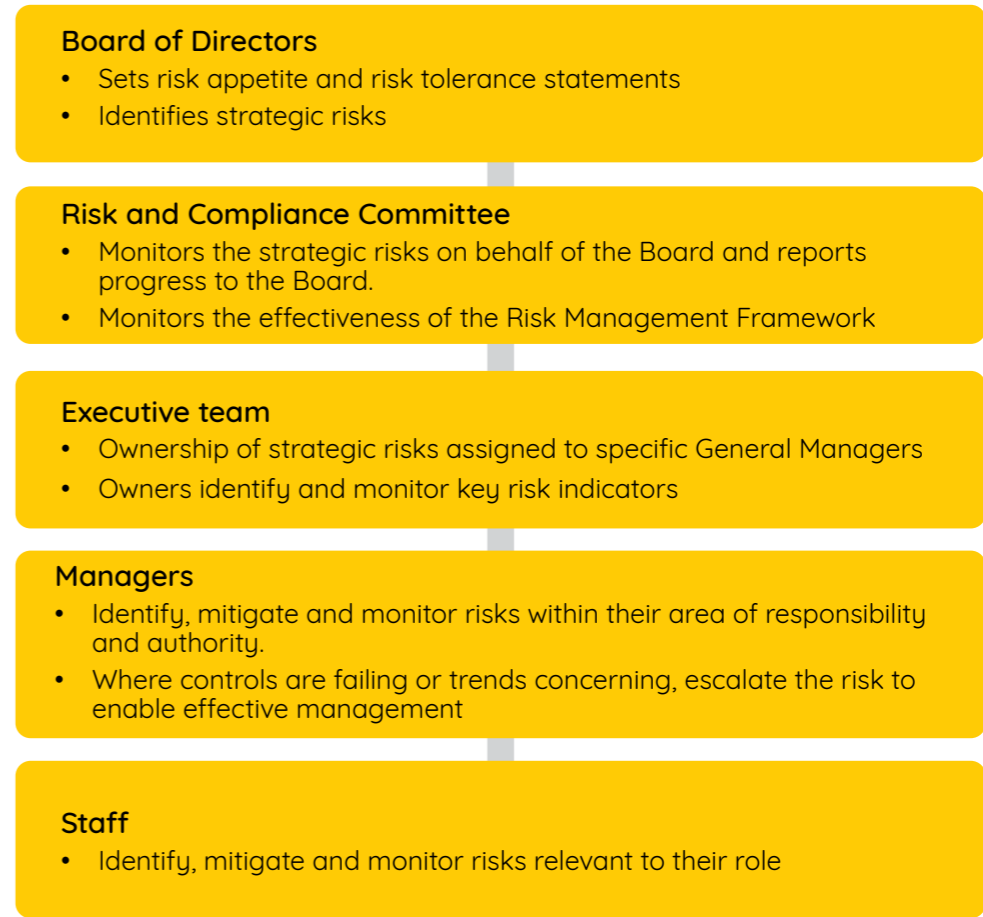 Board of Directors
• Sets risk appetite and risk tolerance statements
• Identifies strategic risks
Risk and Compliance Committee
• Monitors the strategic risks on behalf of the Board and reports
progress to the Board.
• Monitors the effectiveness of the Risk Management Framework
Executive team
• Ownership of strategic risks assigned to specific General Managers
• Owners identify and monitor key risk indicators
Managers
• Identify, mitigate and monitor risks within their area of responsibility
and authority.
• Where controls are failing or trends concerning, escalate the risk to
enable effective management
Staff
• Identify, mitigate and monitor risks relevant to their role